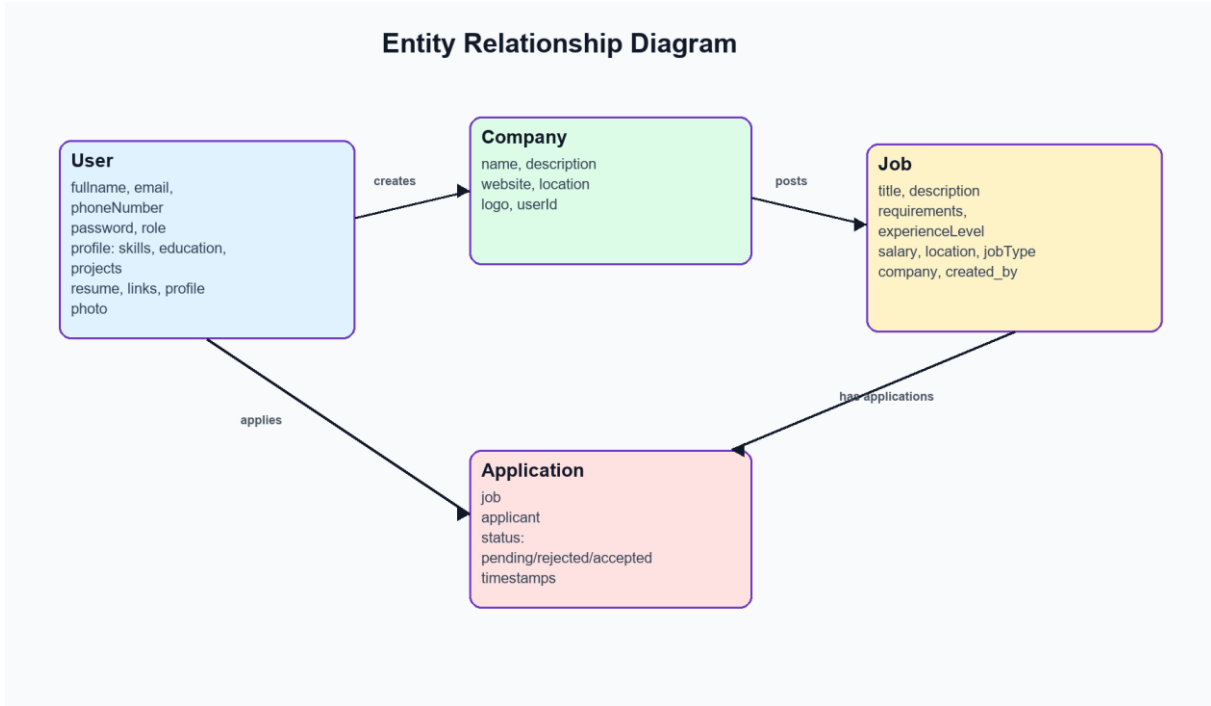 Entity Relationship Diagram
User
fullname, email,
phoneNumber
password, role
profile: skills, education,
projects
resume, links, profile
photo
creates
Company
name, description
website, location
logo, userId
posts
Job
title, description
requirements,
experienceLevel
salary, location, jobType
company, created_by
applies
has applications
Application
job
applicant
status:
pending/rejected/accepted
timestamps